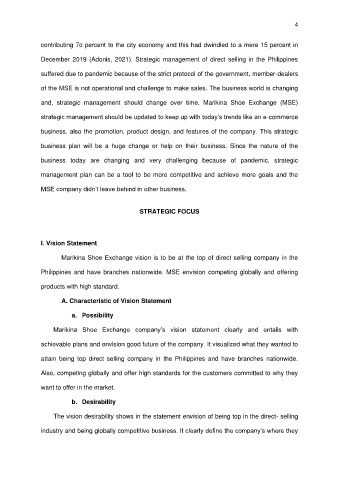 4
contributing 7o percent to the city economy and this had dwindled to a mere 15 percent in
December 2019 (Adonis, 2021). Strategic management of direct selling in the Philippines
suffered due to pandemic because of the strict protocol of the government, member-dealers
of the MSE is not operational and challenge to make sales. The business world is changing
and, strategic management should change over time. Marikina Shoe Exchange (MSE)
strategic management should be updated to keep up with today's trends like an e-commerce
business, also the promotion, product design, and features of the company. This strategic
business plan will be a huge change or help on their business. Since the nature of the
business today are changing and very challenging because of pandemic, strategic
management plan can be a tool to be more competitive and achieve more goals and the
MSE company didn't leave behind in other business.
STRATEGIC FOCUS
I. Vision Statement
Marikina Shoe Exchange vision is to be at the top of direct selling company in the
Philippines and have branches nationwide. MSE envision competing globally and offering
products with high standard.
A. Characteristic of Vision Statement
a. Possibility
Marikina Shoe Exchange company's vision statement clearly and entails with
achievable plans and envision good future of the company. It visualized what they wanted to
attain being top direct selling company in the Philippines and have branches nationwide.
Also, competing globally and offer high standards for the customers committed to why they
want to offer in the market.
b. Desirability
The vision desirability shows in the statement envision of being top in the direct- selling
industry and being globally competitive business. It clearly define the company's where they